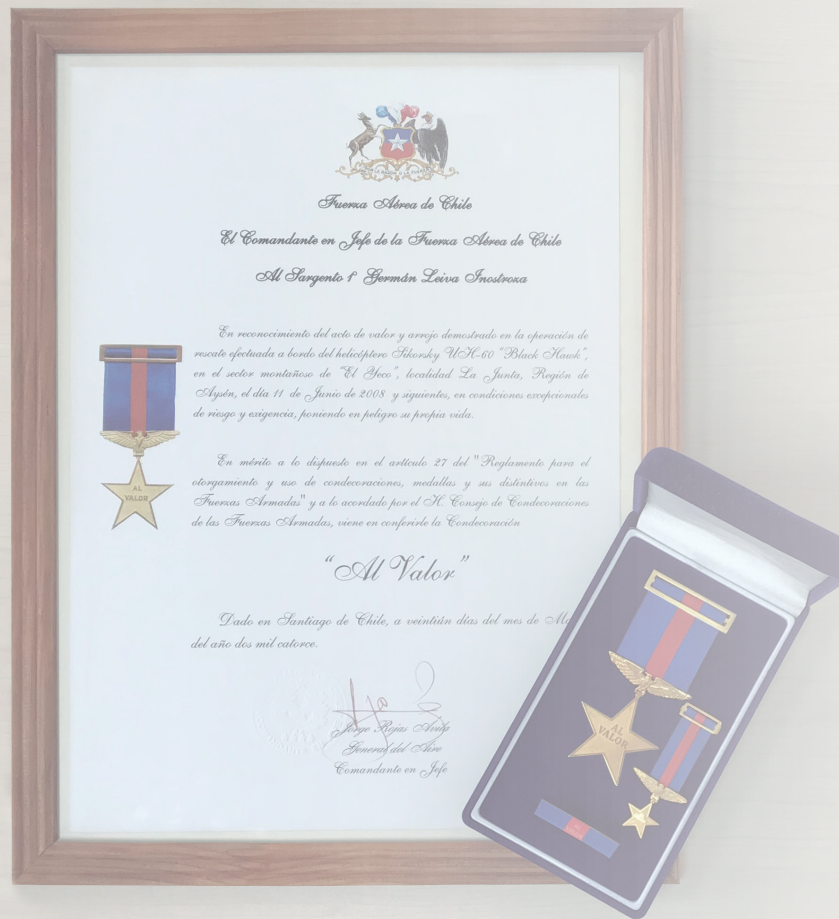 Fuerza Aérea de Chile
El Comandante en Jefe de la Fuerza Aérea de Chile
Al Sargento 1º Germán Leiva Inostroza
En reconocimiento del acto de valor y arrojo demostrado en la operación de
rescate efectuada a bordo del helicóptero Sikorsky UH-60 "Black Hawk",
en el sector montañoso de "El Yeco", localidad La Junta, Región de
Aysén, el día 11 de Junio de 2008 y siguientes, en condiciones excepcionales
de riesgo y exigencia, poniendo en peligro su propia vida.
AL
VALOR
En mérito a lo dispuesto en el artículo 27 del "Reglamento para el
otorgamiento y uso de condecoraciones, medallas y sus distintivos en las
Fuerzas Armadas" y a lo acordado por el H. Consejo de Condecoraciones
de las Fuerzas Armadas, viene en conferirle la Condecoración
"Al Valor"
Dado en Santiago de Chile, a veintiún días del mes de
del año dos mil catorce.
Jorge Rojas Avila
General del Aire
Comandante en Jefe
AL
VALOR